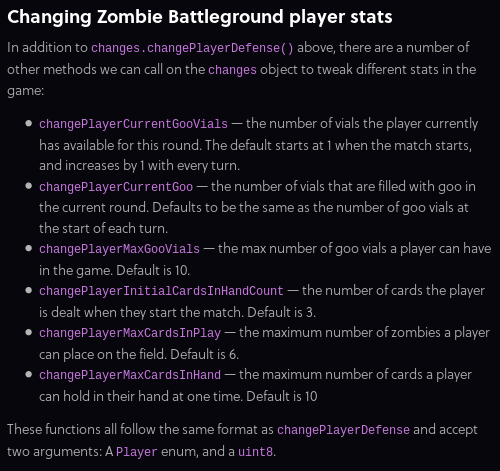 Changing Zombie Battleground player stats
In addition to changes.changePlayerDefense() above, there are a number of
other methods we can call on the changes object to tweak different stats in the
game:
changePlayerCurrentGooVials — the number of vials the player currently
has available for this round. The default starts at 1 when the match starts,
and increases by 1 with every turn.
changePlayerCurrentGoo — the number of vials that are filled with goo in
the current round. Defaults to be the same as the number of goo vials at
the start of each turn.
changePlayerMaxGooVials — the max number of goo vials a player can have
in the game. Default is 10.
changePlayerInitialCardsInHandCount — the number of cards the player
is dealt when they start the match. Default is 3.
changePlayerMaxCardsInPlay — the maximum number of zombies a player
can place on the field. Default is 6.
changePlayerMaxCardsInHand — the maximum number of cards a player
can hold in their hand at one time. Default is 10
These functions all follow the same format as changePlayerDefense and accept
two arguments: A Player enum, and a uint8.